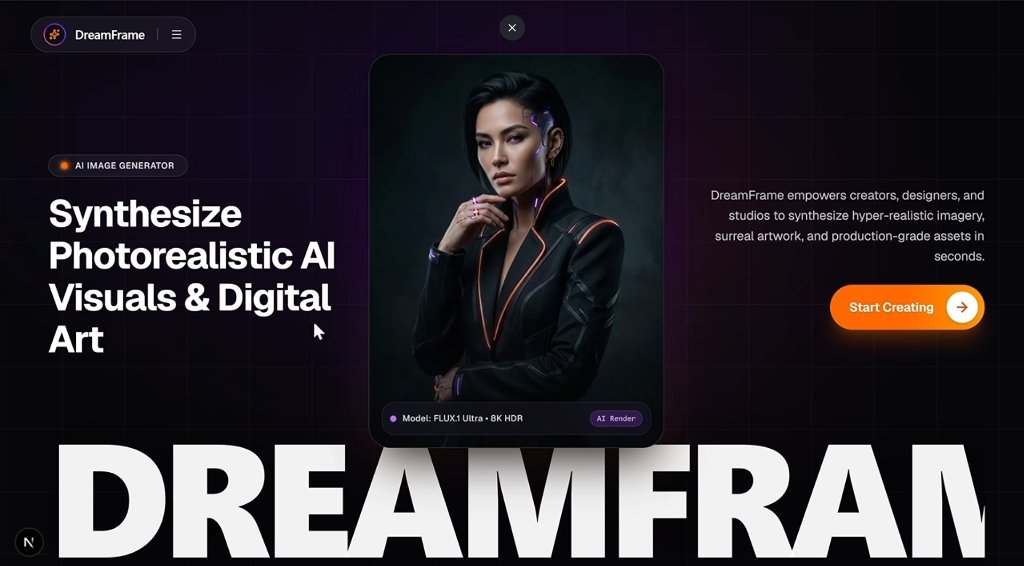 DreamFrame
AI IMAGE GENERATOR
Synthesize
Photorealistic AI
Visuals & Digital
Art
Model: FLUX.1 Ultra • 8K HDR
AI Render
DreamFrame empowers creators, designers, and
studios to synthesize hyper-realistic imagery,
surreal artwork, and production-grade assets in
seconds.
Start Creating
DREAMFRAM
N